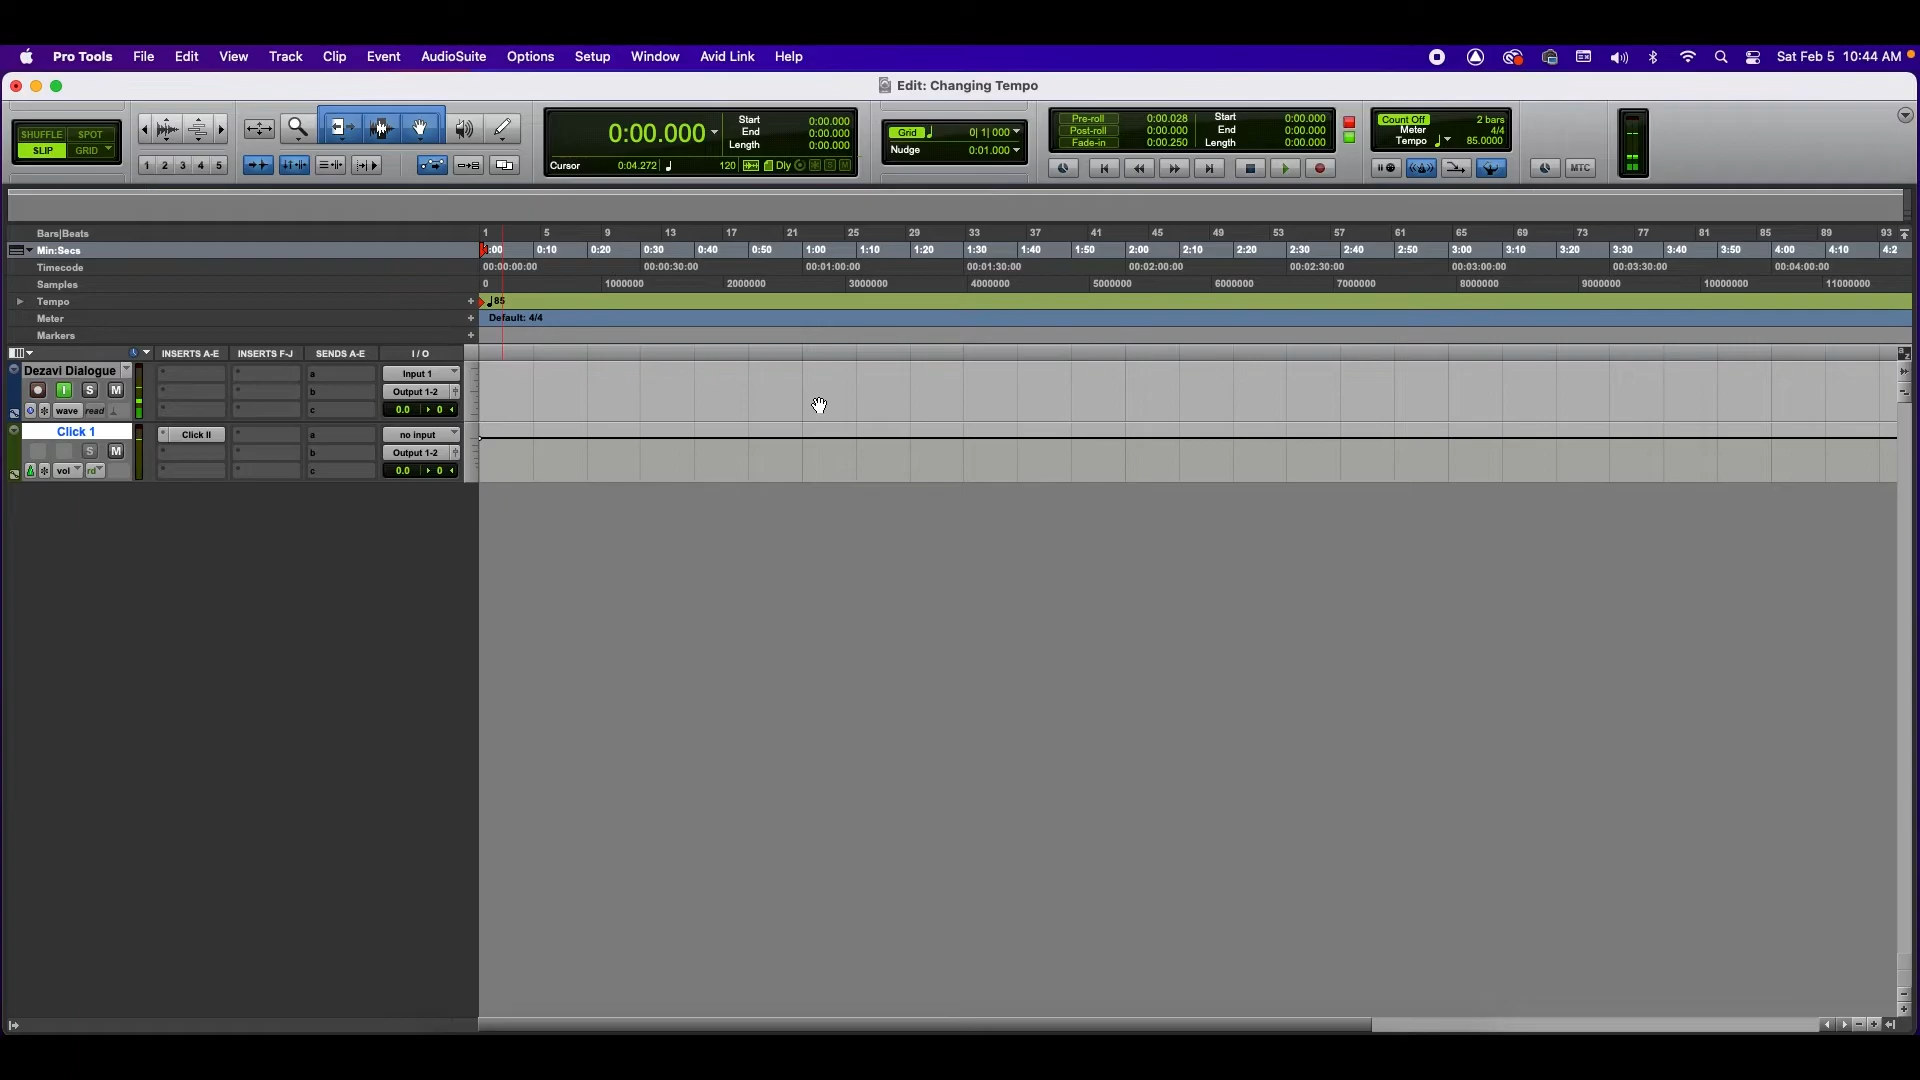 Pro Tools File Edit View Track Clip Event AudioSuite Options Setup Window Avid Link Help Sat Feb 5 10:44 AM
Edit: Changing Tempo
SHUFFLE SPOT
SLIP GRID
1 2 3 4 5
0:00.000
Start 0:00.000
End 0:00.000
Length 0:00.000
Cursor 0:04.272 120 Dly S M
Grid 0| 1| 000
Nudge 0:01.000
Pre-roll 0:00.028 Start 0:00.000
Post-roll 0:00.000 End 0:00.000
Fade-in 0:00.250 Length 0:00.000
Count Off 2 bars
Meter 4/4
Tempo 85.0000
MTC
Bars|Beats 1 5 9 13 17 21 25 29 33 37 41 45 49 53 57 61 65 69 73 77 81 85 89 93
Min:Secs :00 0:10 0:20 0:30 0:40 0:50 1:00 1:10 1:20 1:30 1:40 1:50 2:00 2:10 2:20 2:30 2:40 2:50 3:00 3:10 3:20 3:30 3:40 3:50 4:00 4:10 4:2
Timecode 00:00:00:00 00:00:30:00 00:01:00:00 00:01:30:00 00:02:00:00 00:02:30:00 00:03:00:00 00:03:30:00 00:04:00:00
Samples 0 1000000 2000000 3000000 4000000 5000000 6000000 7000000 8000000 9000000 10000000 11000000
Tempo + 85
Meter + Default: 4/4
Markers +
INSERTS A-E INSERTS F-J SENDS A-E I / O
Dezavi Dialogue a Input 1
I S M b Output 1-2
wave read c 0.0 0
Click 1 Click II a no input
S M b Output 1-2
vol rd c 0.0 0